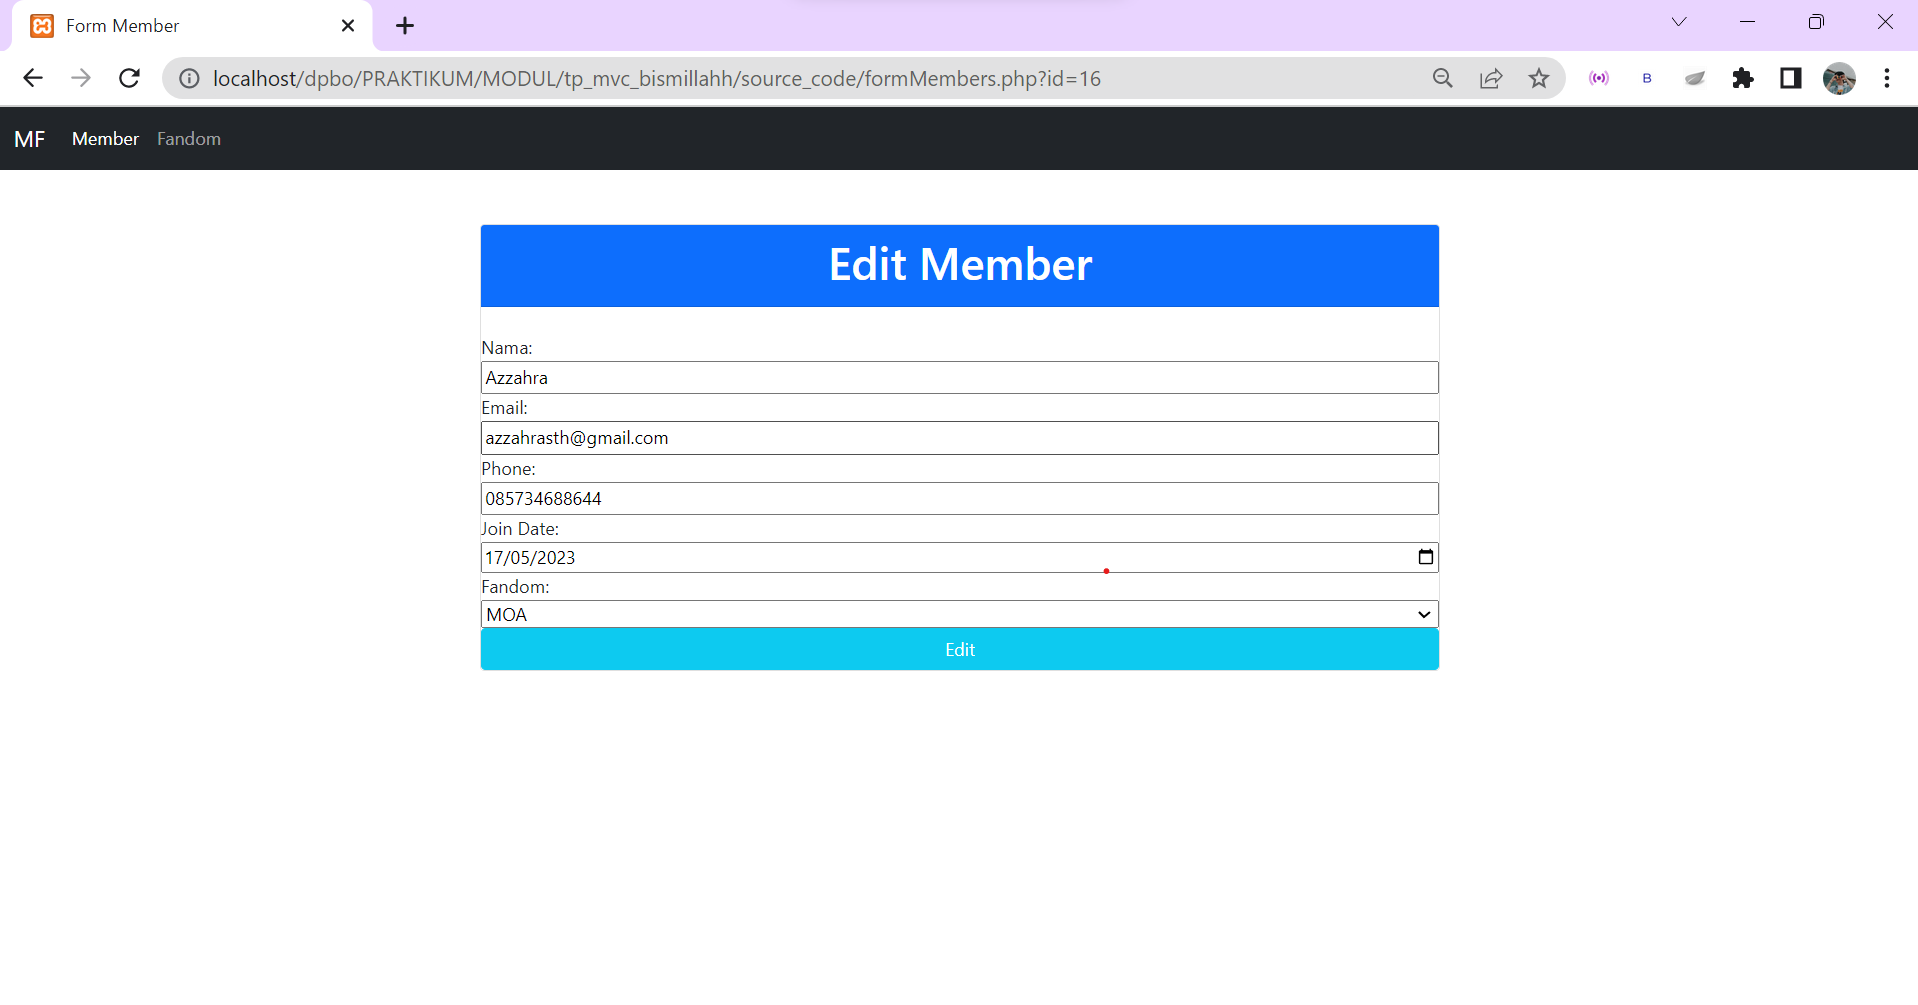 Form Member
localhost/dpbo/PRAKTIKUM/MODUL/tp_mvc_bismillahh/source_code/formMembers.php?id=16
B
MF Member Fandom
Edit Member
Nama:
Azzahra
Email:
azzahrasth@gmail.com
Phone:
085734688644
Join Date:
17/05/2023
Fandom:
MOA
Edit